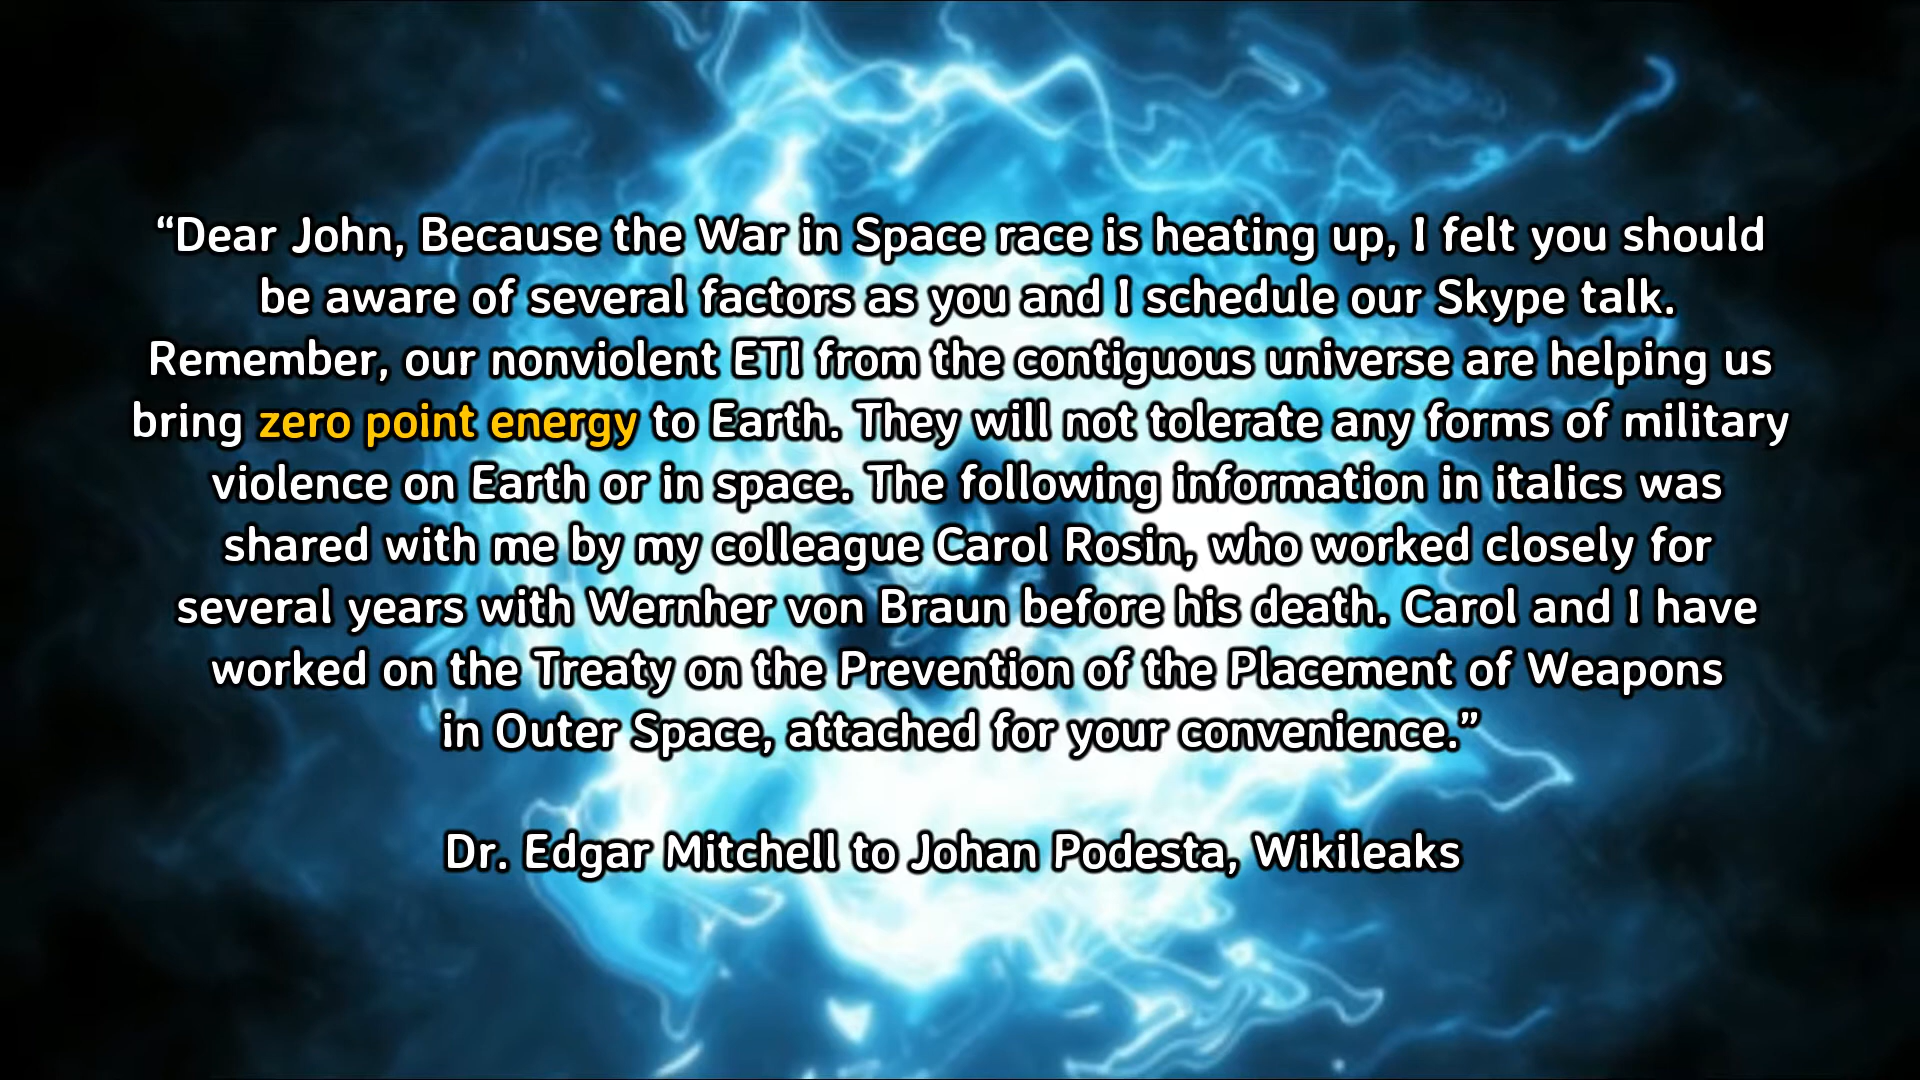 “Dear John, Because the War in Space race is heating up, I felt you should
be aware of several factors as you and I schedule our Skype talk.
Remember, our nonviolent ETI from the contiguous universe are helping us
bring zero point energy to Earth. They will not tolerate any forms of military
violence on Earth or in space. The following information in italics was
shared with me by my colleague Carol Rosin, who worked closely for
several years with Wernher von Braun before his death. Carol and I have
worked on the Treaty on the Prevention of the Placement of Weapons
in Outer Space, attached for your convenience.”
Dr. Edgar Mitchell to Johan Podesta, Wikileaks